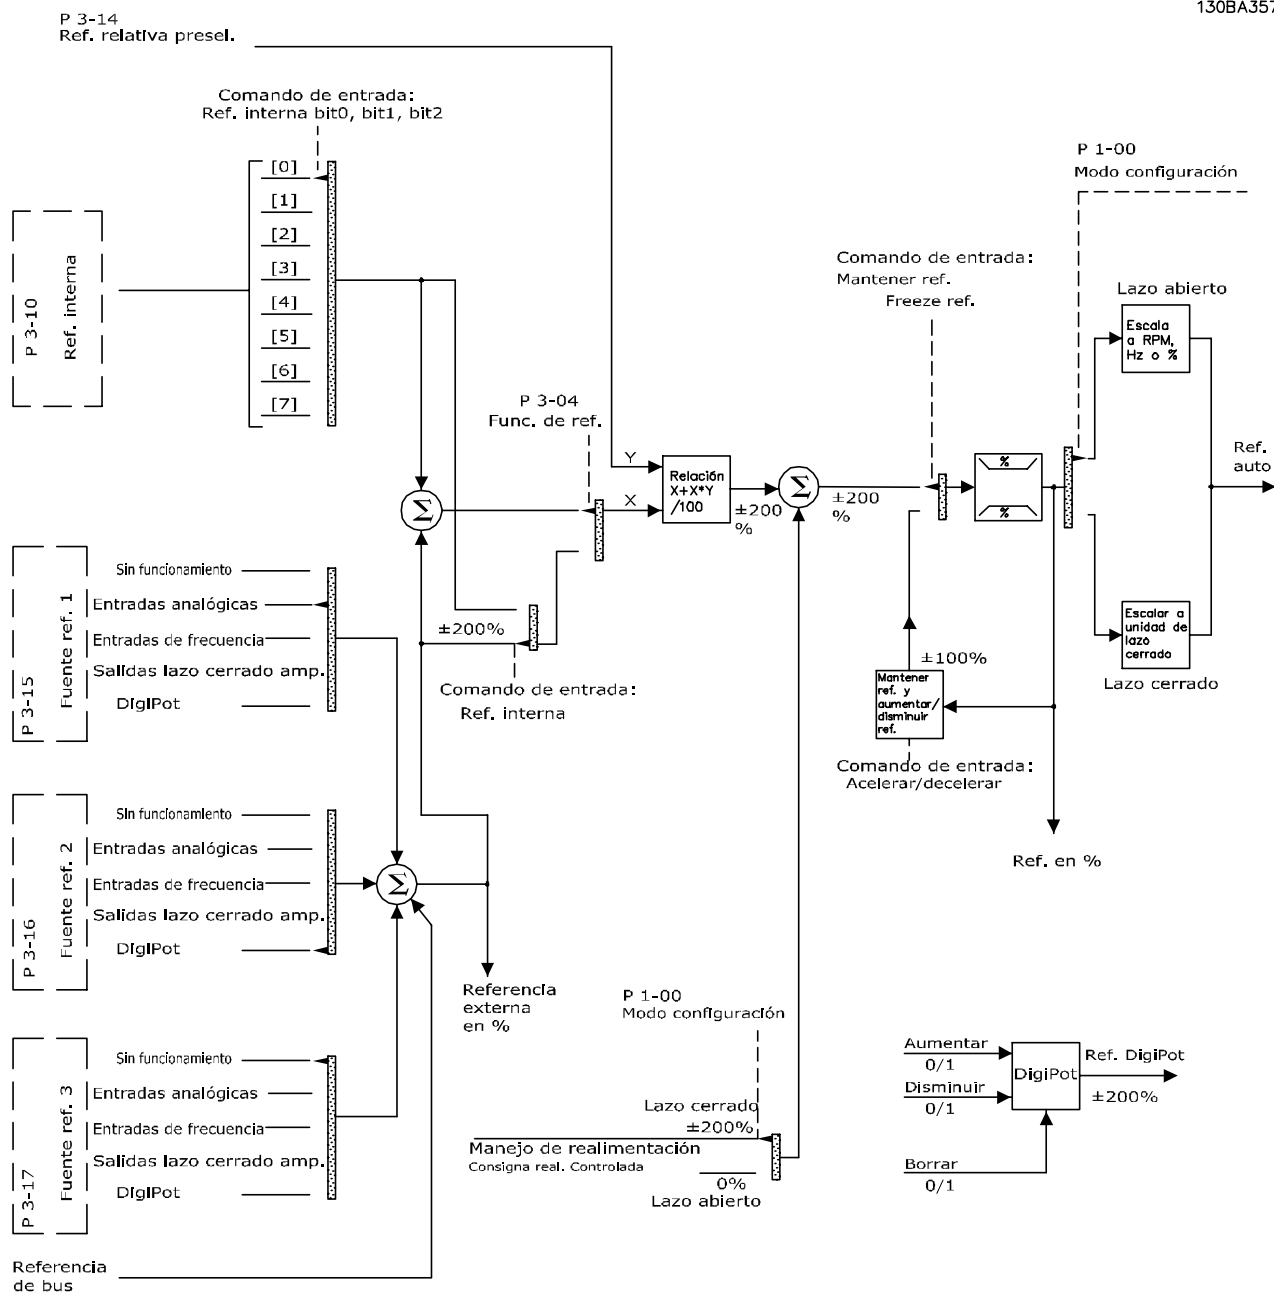 130BA357
P 3-14
Ref. relativa presel.
Comando de entrada:
Ref. interna bit0, bit1, bit2
[0]
[1]
[2]
[3]
[4]
[5]
[6]
[7]
P 3-10
Ref. interna
P 1-00
Modo configuración
Comando de entrada:
Mantener ref.
Freeze ref.
Lazo abierto
Escala
a RPM,
Hz o %
P 3-04
Func. de ref.
Y
X
Relación
X+X*Y
/100
±200
%
Σ
±200
%
%
%
Ref.
auto
Σ
P 3-15
Fuente ref. 1
Sin funcionamiento
Entradas analógicas
Entradas de frecuencia
Salidas lazo cerrado amp.
DigiPot
±200%
Comando de entrada:
Ref. interna
±100%
Mantener
ref. y
aumentar/
disminuir
ref.
Comando de entrada:
Acelerar/decelerar
Escalar a
unidad de
lazo
cerrado
Lazo cerrado
Ref. en %
P 3-16
Fuente ref. 2
Sin funcionamiento
Entradas analógicas
Entradas de frecuencia
Salidas lazo cerrado amp.
DigiPot
Σ
Referencia
externa
en %
P 1-00
Modo configuración
Lazo cerrado
±200%
Manejo de realimentación
Consigna real. Controlada
0%
Lazo abierto
Aumentar
0/1
Disminuir
0/1
Borrar
0/1
DigiPot
Ref. DigiPot
±200%
P 3-17
Fuente ref. 3
Sin funcionamiento
Entradas analógicas
Entradas de frecuencia
Salidas lazo cerrado amp.
DigiPot
Referencia
de bus